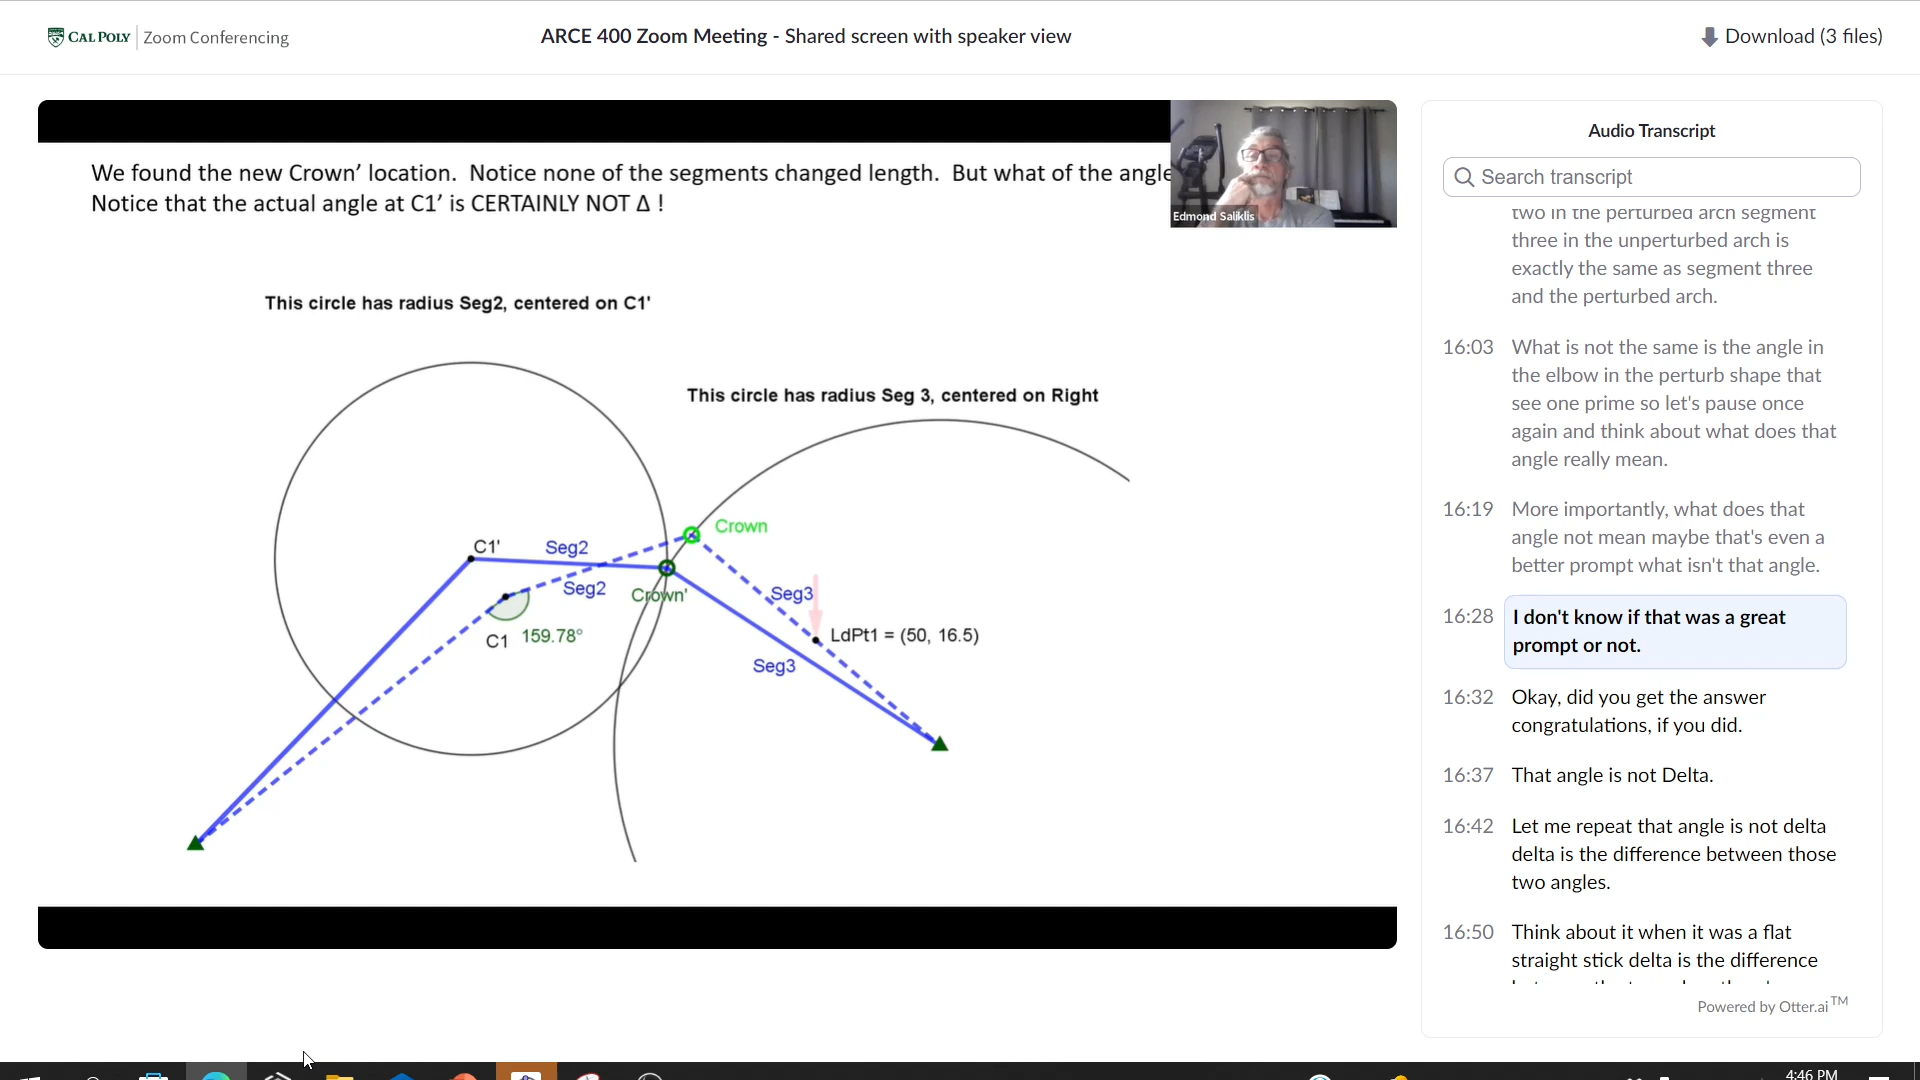 CAL POLY
Zoom Conferencing
ARCE 400 Zoom Meeting - Shared screen with speaker view
Download (3 files)
We found the new Crown’ location.  Notice none of the segments changed length.  But what of the angle
Notice that the actual angle at C1’ is CERTAINLY NOT Δ !
Edmond Saliklis
This circle has radius Seg2, centered on C1'
This circle has radius Seg 3, centered on Right
Crown
C1'
Seg2
Seg2
Crown'
Seg3
C1
159.78°
LdPt1 = (50, 16.5)
Seg3
Audio Transcript
Search transcript
two in the perturbed arch segment
three in the unperturbed arch is
exactly the same as segment three
and the perturbed arch.
16:03
What is not the same is the angle in
the elbow in the perturb shape that
see one prime so let's pause once
again and think about what does that
angle really mean.
16:19
More importantly, what does that
angle not mean maybe that's even a
better prompt what isn't that angle.
16:28
I don't know if that was a great
prompt or not.
16:32
Okay, did you get the answer
congratulations, if you did.
16:37
That angle is not Delta.
16:42
Let me repeat that angle is not delta
delta is the difference between those
two angles.
16:50
Think about it when it was a flat
straight stick delta is the difference
Powered by Otter.ai TM
4:46 PM